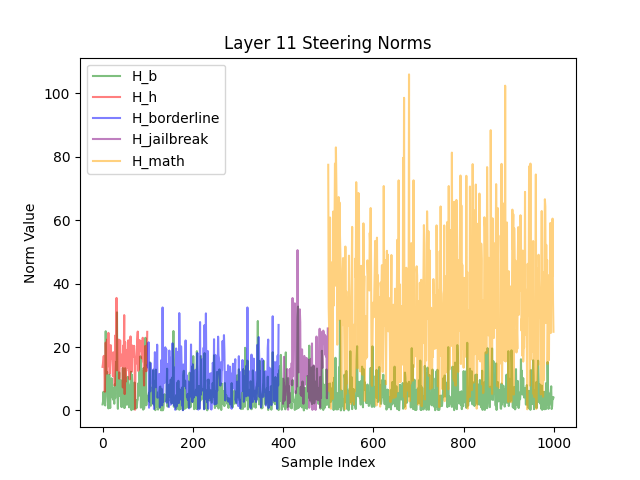 Layer 11 Steering Norms
H_b
H_h
H_borderline
H_jailbreak
H_math
Norm Value
100
80
60
40
20
0
0 200 400 600 800 1000
Sample Index